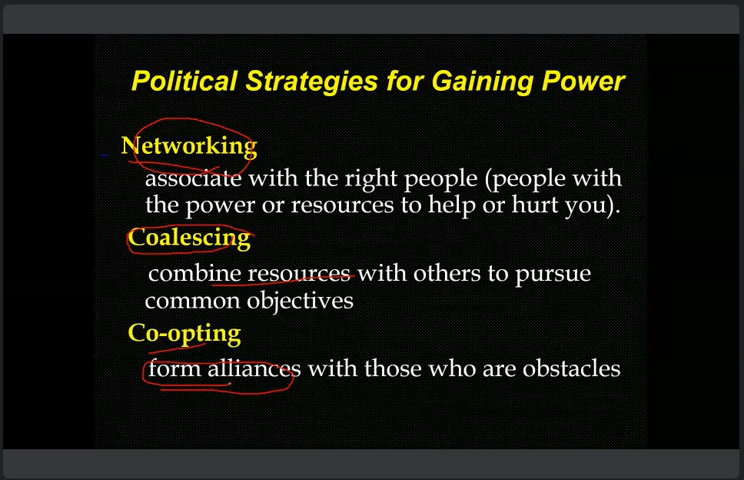 Political Strategies for Gaining Power
Networking
associate with the right people (people with
the power or resources to help or hurt you).
Coalescing
combine resources with others to pursue
common objectives
Co-opting
form alliances with those who are obstacles